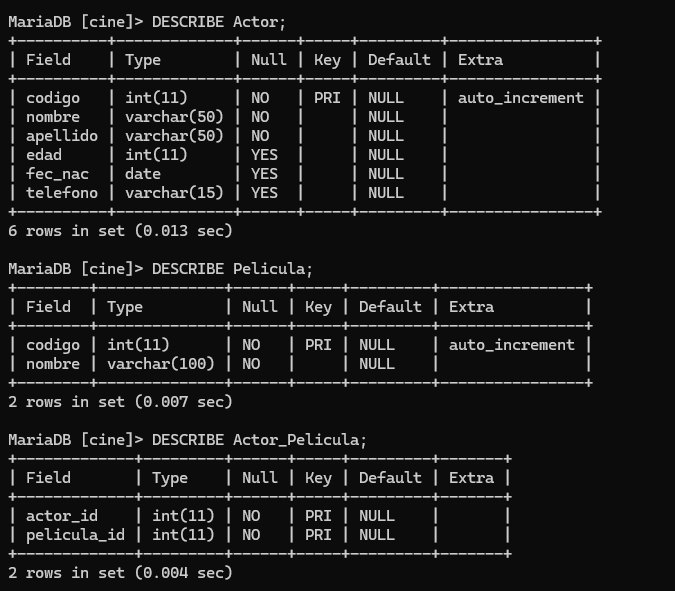 MariaDB [cine]> DESCRIBE Actor;
+----------+-------------+------+-----+---------+----------------+
| Field    | Type        | Null | Key | Default | Extra          |
+----------+-------------+------+-----+---------+----------------+
| codigo   | int(11)     | NO   | PRI | NULL    | auto_increment |
| nombre   | varchar(50) | NO   |     | NULL    |                |
| apellido | varchar(50) | NO   |     | NULL    |                |
| edad     | int(11)     | YES  |     | NULL    |                |
| fec_nac  | date        | YES  |     | NULL    |                |
| telefono | varchar(15) | YES  |     | NULL    |                |
+----------+-------------+------+-----+---------+----------------+
6 rows in set (0.013 sec)

MariaDB [cine]> DESCRIBE Pelicula;
+--------+--------------+------+-----+---------+----------------+
| Field  | Type         | Null | Key | Default | Extra          |
+--------+--------------+------+-----+---------+----------------+
| codigo | int(11)      | NO   | PRI | NULL    | auto_increment |
| nombre | varchar(100) | NO   |     | NULL    |                |
+--------+--------------+------+-----+---------+----------------+
2 rows in set (0.007 sec)

MariaDB [cine]> DESCRIBE Actor_Pelicula;
+-------------+---------+------+-----+---------+-------+
| Field       | Type    | Null | Key | Default | Extra |
+-------------+---------+------+-----+---------+-------+
| actor_id    | int(11) | NO   | PRI | NULL    |       |
| pelicula_id | int(11) | NO   | PRI | NULL    |       |
+-------------+---------+------+-----+---------+-------+
2 rows in set (0.004 sec)